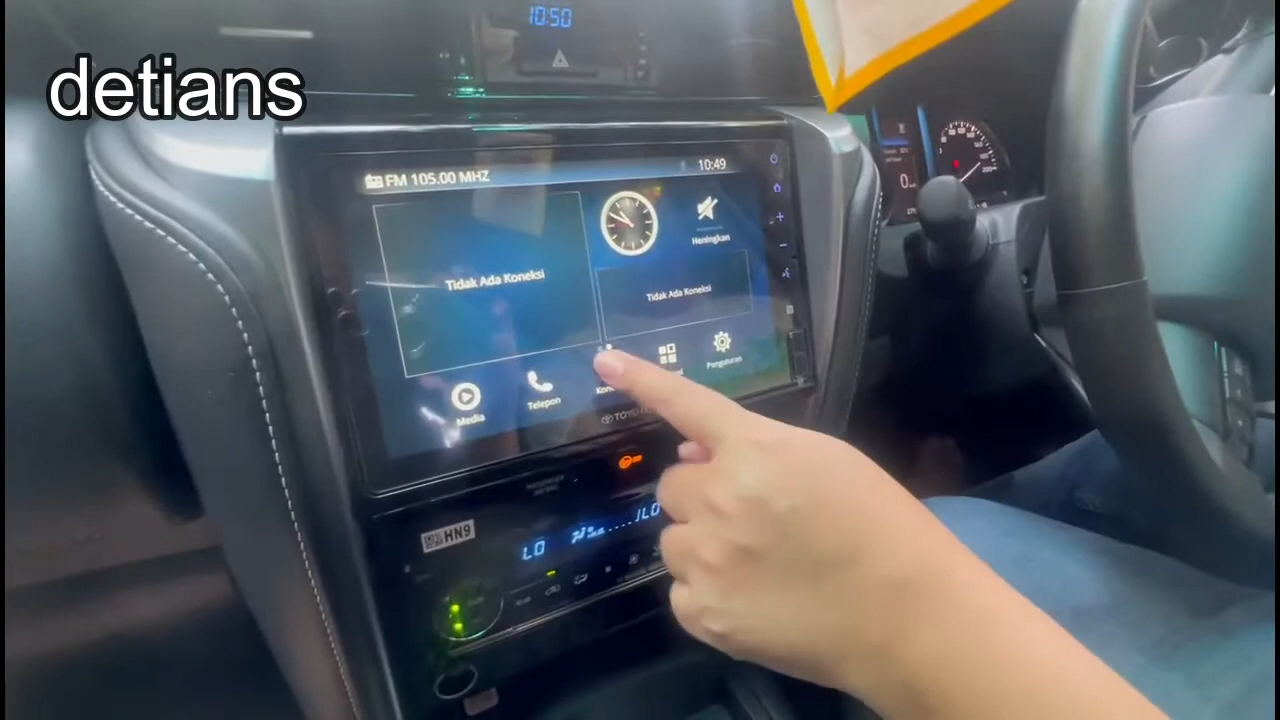 10:50
detians
FM 105.00 MHZ
10:49
Heningkan
Tidak Ada Koneksi
Tidak Ada Koneksi
Media
Telepon
Pengaturan
HN9
LO
LO